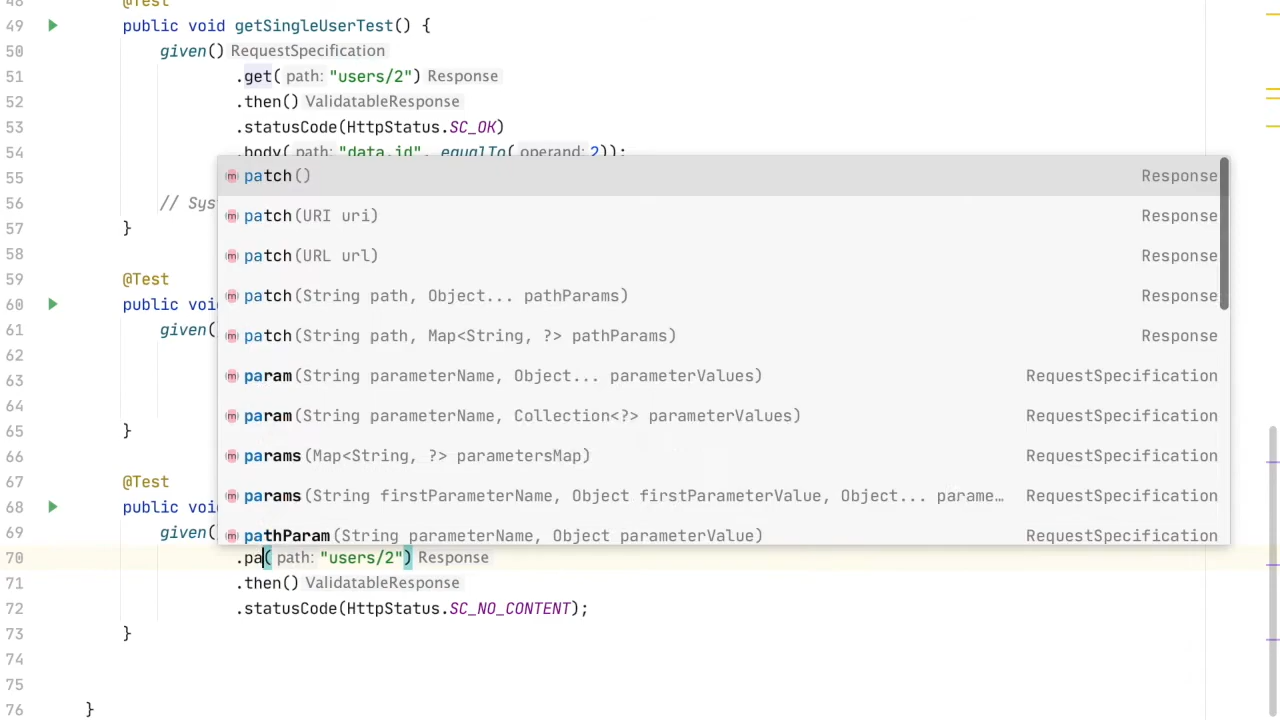 48 @Test
49 public void getSingleUserTest() {
50 given() RequestSpecification
51 .get( path: "users/2") Response
52 .then() ValidatableResponse
53 .statusCode(HttpStatus.SC_OK)
54 .body( path: "data.id", equalTo( operand: 2));
55 patch() Response
56 // Sys patch(URI uri) Response
57 }
58 patch(URL url) Response
59 @Test
60 public voi patch(String path, Object... pathParams) Response
61 given( patch(String path, Map<String, ?> pathParams) Response
62
63 param(String parameterName, Object... parameterValues) RequestSpecification
64 param(String parameterName, Collection<?> parameterValues) RequestSpecification
65 }
66 params(Map<String, ?> parametersMap) RequestSpecification
67 @Test
68 public voi params(String firstParameterName, Object firstParameterValue, Object... parame… RequestSpecification
69 given( pathParam(String parameterName, Object parameterValue) RequestSpecification
70 .pa( path: "users/2") Response
71 .then() ValidatableResponse
72 .statusCode(HttpStatus.SC_NO_CONTENT);
73 }
74
75
76 }